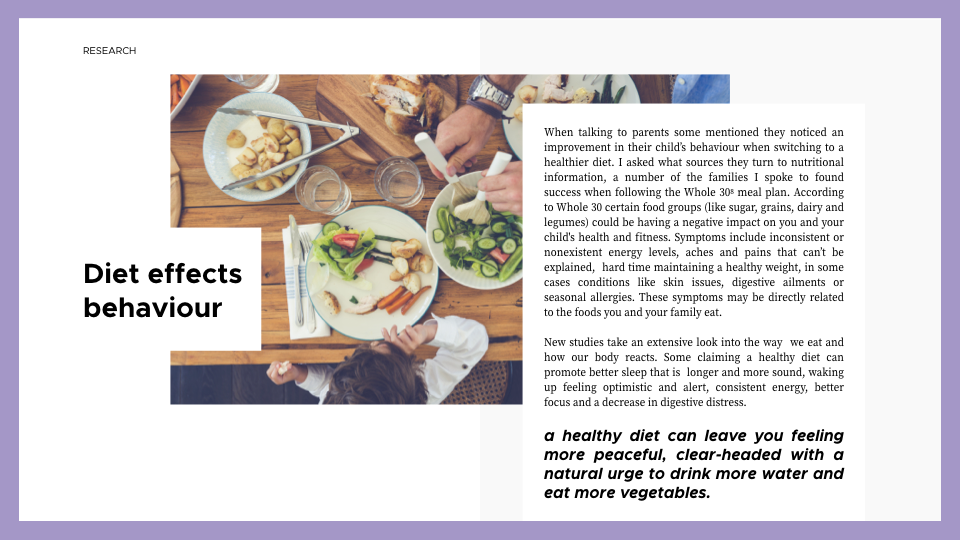 RESEARCH
Diet effects
behaviour
When talking to parents some mentioned they noticed an
improvement in their child's behaviour when switching to a
healthier diet. I asked what sources they turn to nutritional
information, a number of the families I spoke to found
success when following the Whole 30⁸ meal plan. According
to Whole 30 certain food groups (like sugar, grains, dairy and
legumes) could be having a negative impact on you and your
child's health and fitness. Symptoms include inconsistent or
nonexistent energy levels, aches and pains that can't be
explained, hard time maintaining a healthy weight, in some
cases conditions like skin issues, digestive ailments or
seasonal allergies. These symptoms may be directly related
to the foods you and your family eat.
New studies take an extensive look into the way we eat and
how our body reacts. Some claiming a healthy diet can
promote better sleep that is longer and more sound, waking
up feeling optimistic and alert, consistent energy, better
focus and a decrease in digestive distress.
a healthy diet can leave you feeling
more peaceful, clear-headed with a
natural urge to drink more water and
eat more vegetables.